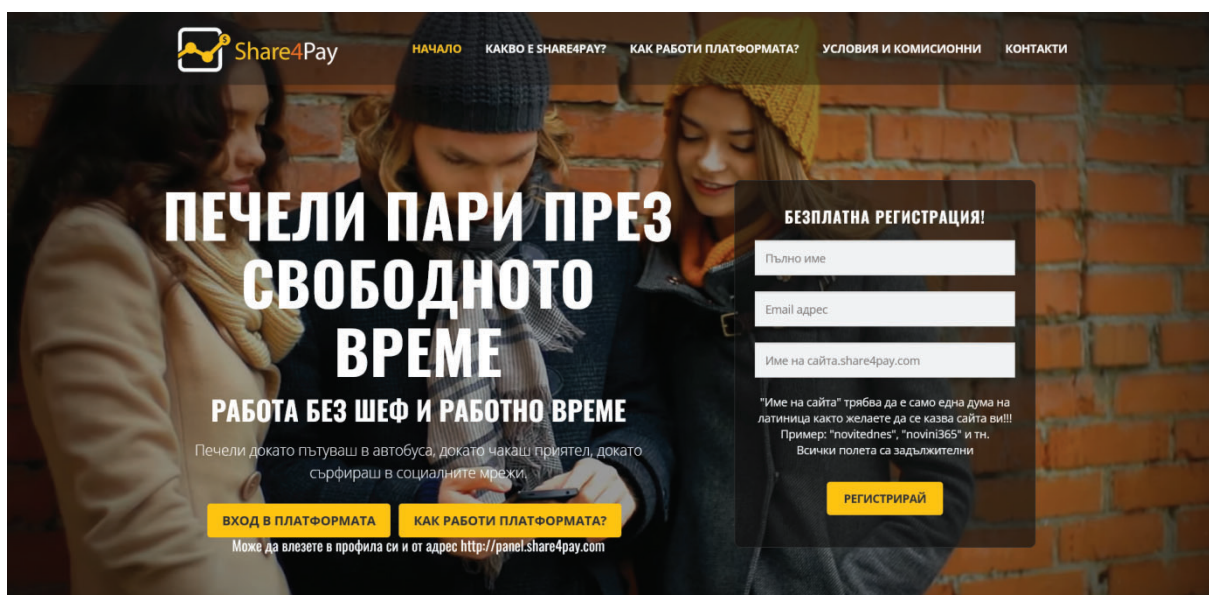 Share4Pay
НАЧАЛО КАКВО Е SHARE4PAY? КАК РАБОТИ ПЛАТФОРМАТА? УСЛОВИЯ И КОМИСИОННИ КОНТАКТИ
ПЕЧЕЛИ ПАРИ ПРЕЗ
СВОБОДНОТО
ВРЕМЕ
РАБОТА БЕЗ ШЕФ И РАБОТНО ВРЕМЕ
Печели докато пътуваш в автобуса, докато чакаш приятел, докато
сърфираш в социалните мрежи.
ВХОД В ПЛАТФОРМАТА КАК РАБОТИ ПЛАТФОРМАТА?
Може да влезете в профила си и от адрес http://panel.share4pay.com
БЕЗПЛАТНА РЕГИСТРАЦИЯ!
Пълно име
Email адрес
Име на сайта.share4pay.com
"Име на сайта" трябва да е само една дума на
латиница както желаете да се казва сайта ви!!!
Пример: "novitednes", "novini365" и тн.
Всички полета са задължителни
РЕГИСТРИРАЙ